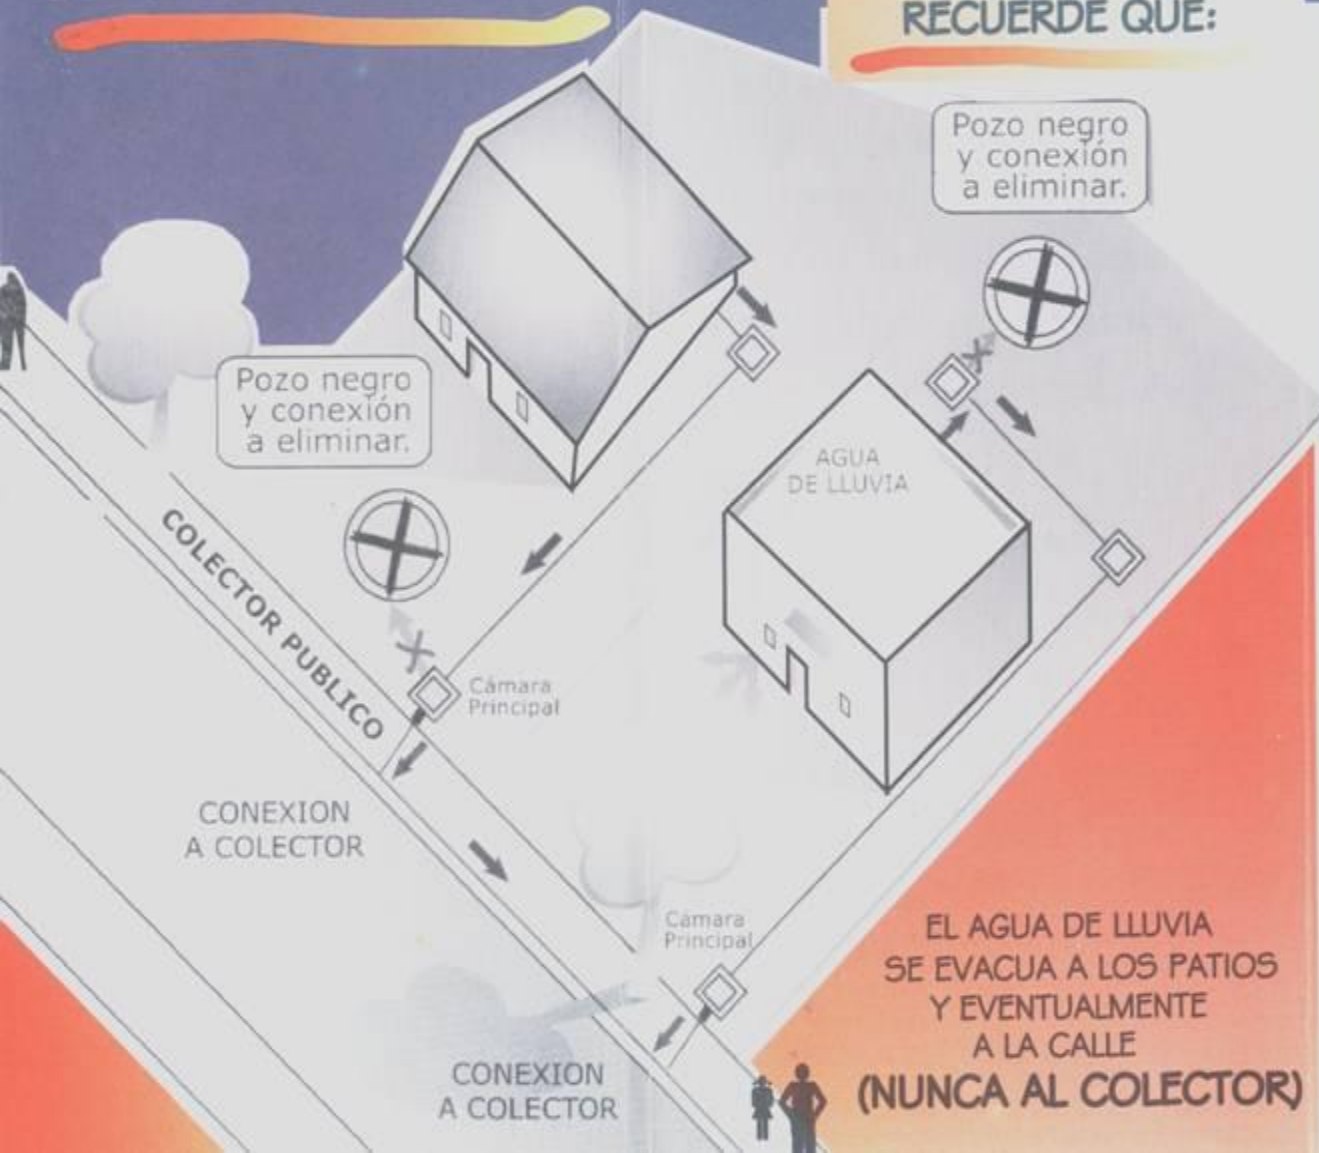 RECUERDE QUE:
Pozo negro
y conexión
a eliminar.
Pozo negro
y conexión
a eliminar.
AGUA
DE LLUVIA
COLECTOR PUBLICO
Cámara
Principal
CONEXION
A COLECTOR
Cámara
Principal
CONEXION
A COLECTOR
EL AGUA DE LLUVIA
SE EVACUA A LOS PATIOS
Y EVENTUALMENTE
A LA CALLE
(NUNCA AL COLECTOR)